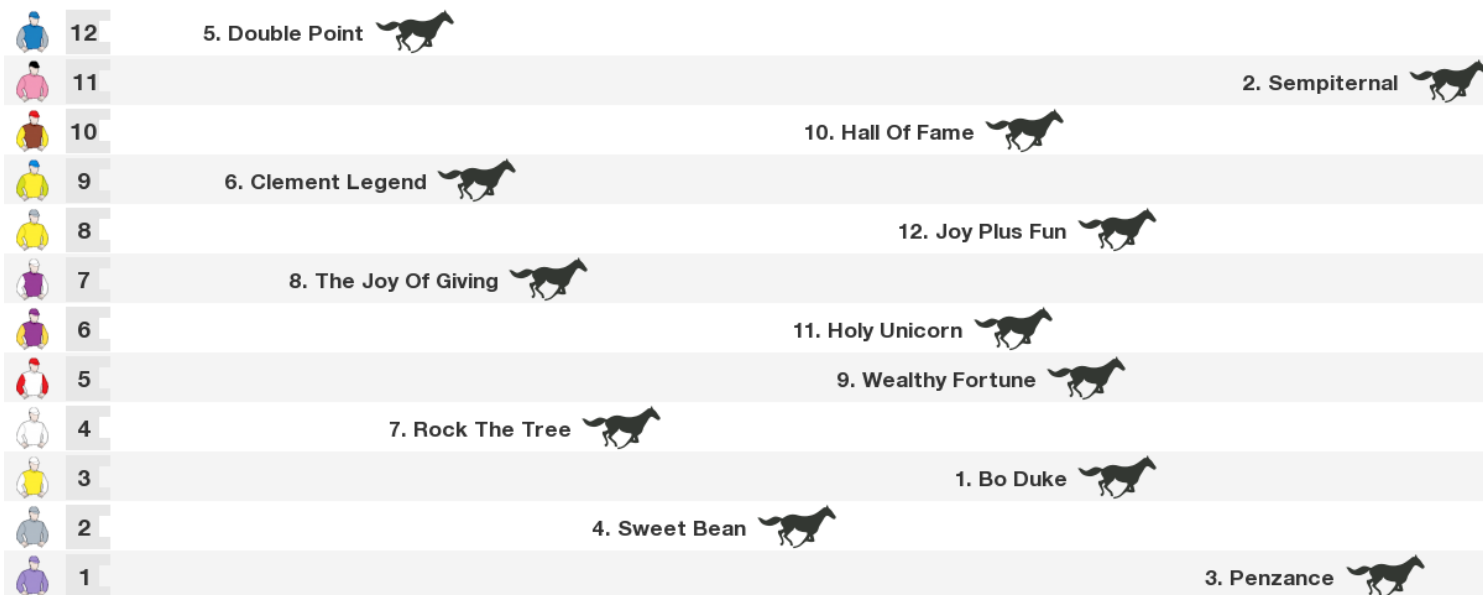 12 5. Double Point
11 2. Sempiternal
10 10. Hall Of Fame
9 6. Clement Legend
8 12. Joy Plus Fun
7 8. The Joy Of Giving
6 11. Holy Unicorn
5 9. Wealthy Fortune
4 7. Rock The Tree
3 1. Bo Duke
2 4. Sweet Bean
1 3. Penzance